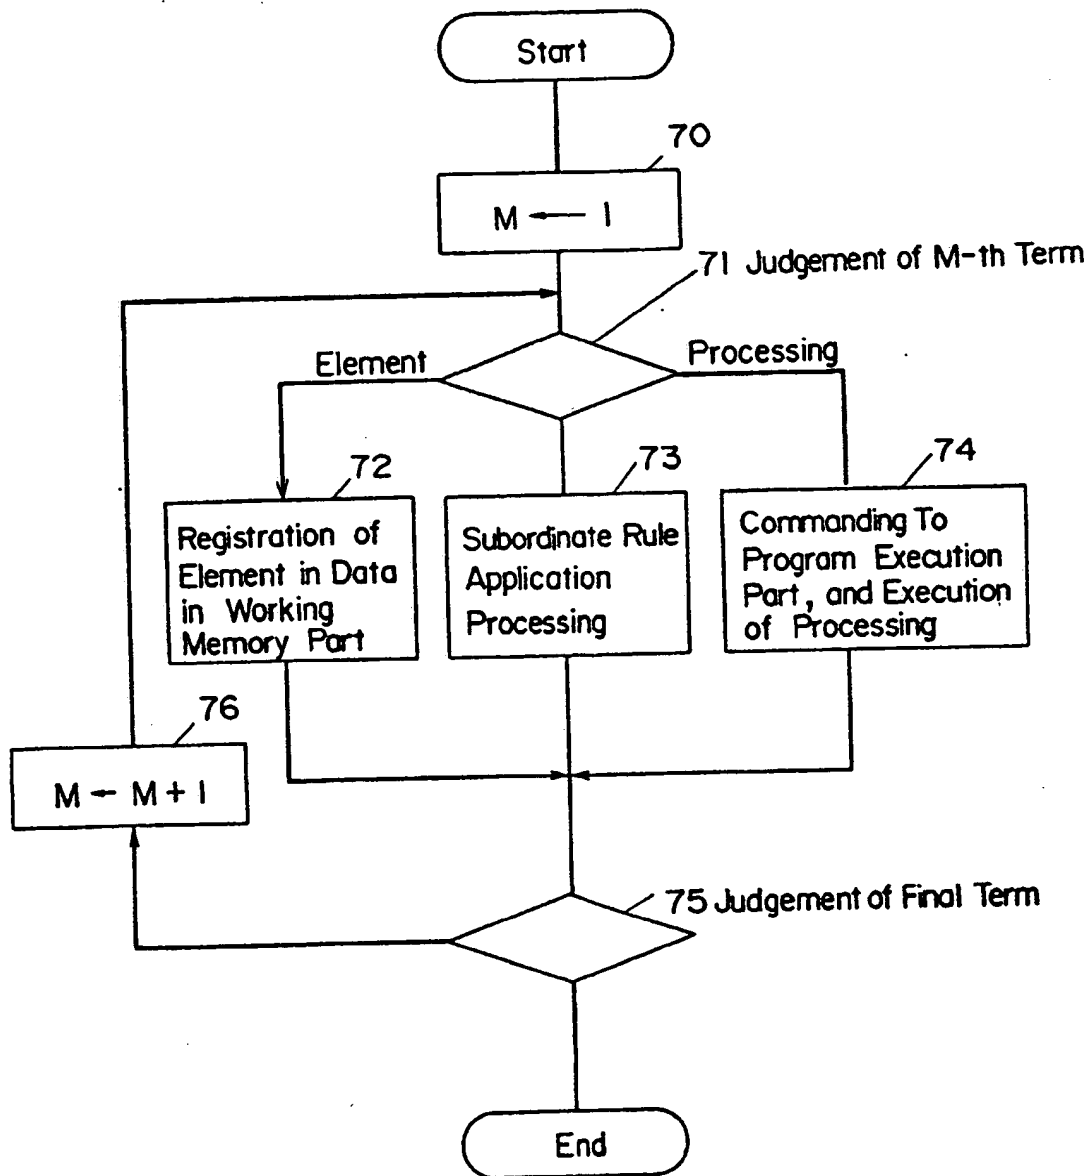 Start
70
M ← 1
71 Judgement of M-th Term
Element
Processing
72
73
74
Registration of
Element in Data
in Working
Memory Part
Subordinate Rule
Application
Processing
Commanding To
Program Execution
Part, and Execution
of Processing
76
M ← M + 1
75 Judgement of Final Term
End